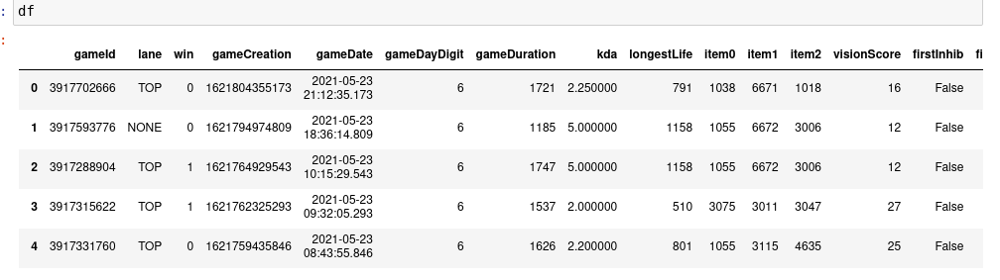 : df
:
gameId lane win gameCreation gameDate gameDayDigit gameDuration kda longestLife item0 item1 item2 visionScore firstInhib fi
0 3917702666 TOP 0 1621804355173 2021-05-23 21:12:35.173 6 1721 2.250000 791 1038 6671 1018 16 False
1 3917593776 NONE 0 1621794974809 2021-05-23 18:36:14.809 6 1185 5.000000 1158 1055 6672 3006 12 False
2 3917288904 TOP 1 1621764929543 2021-05-23 10:15:29.543 6 1747 5.000000 1158 1055 6672 3006 12 False
3 3917315622 TOP 1 1621762325293 2021-05-23 09:32:05.293 6 1537 2.000000 510 3075 3011 3047 27 False
4 3917331760 TOP 0 1621759435846 2021-05-23 08:43:55.846 6 1626 2.200000 801 1055 3115 4635 25 False